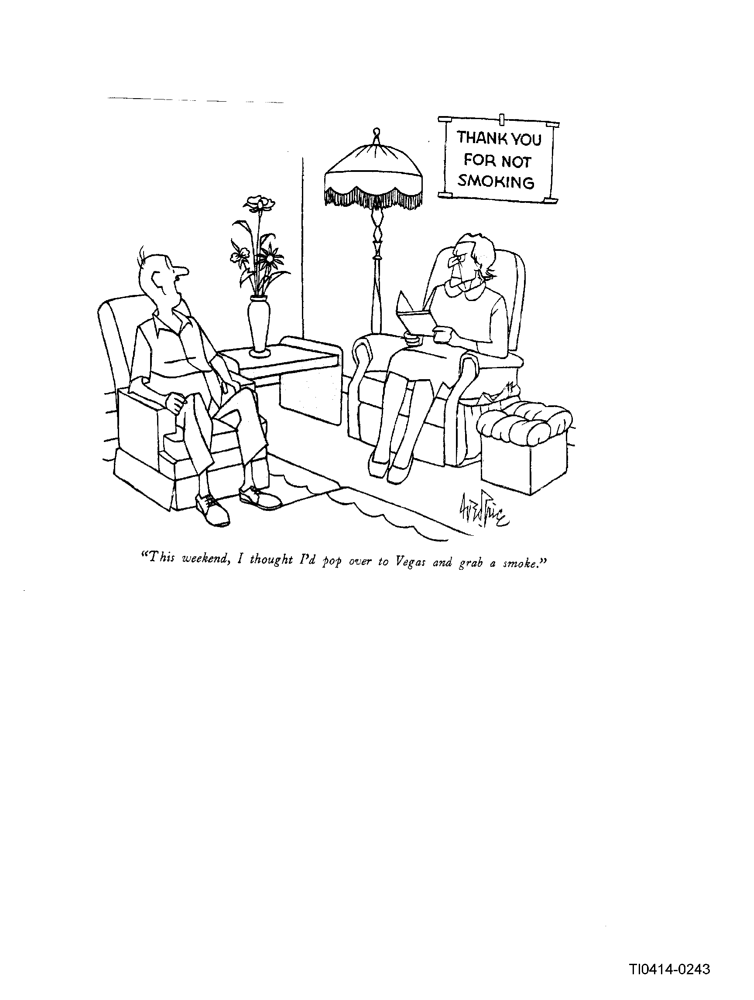 THANK YOU
FOR NOT
SMOKING
"This weekend, I thought I'd pop over to Vegas and grab a smoke."
TI0414-0243